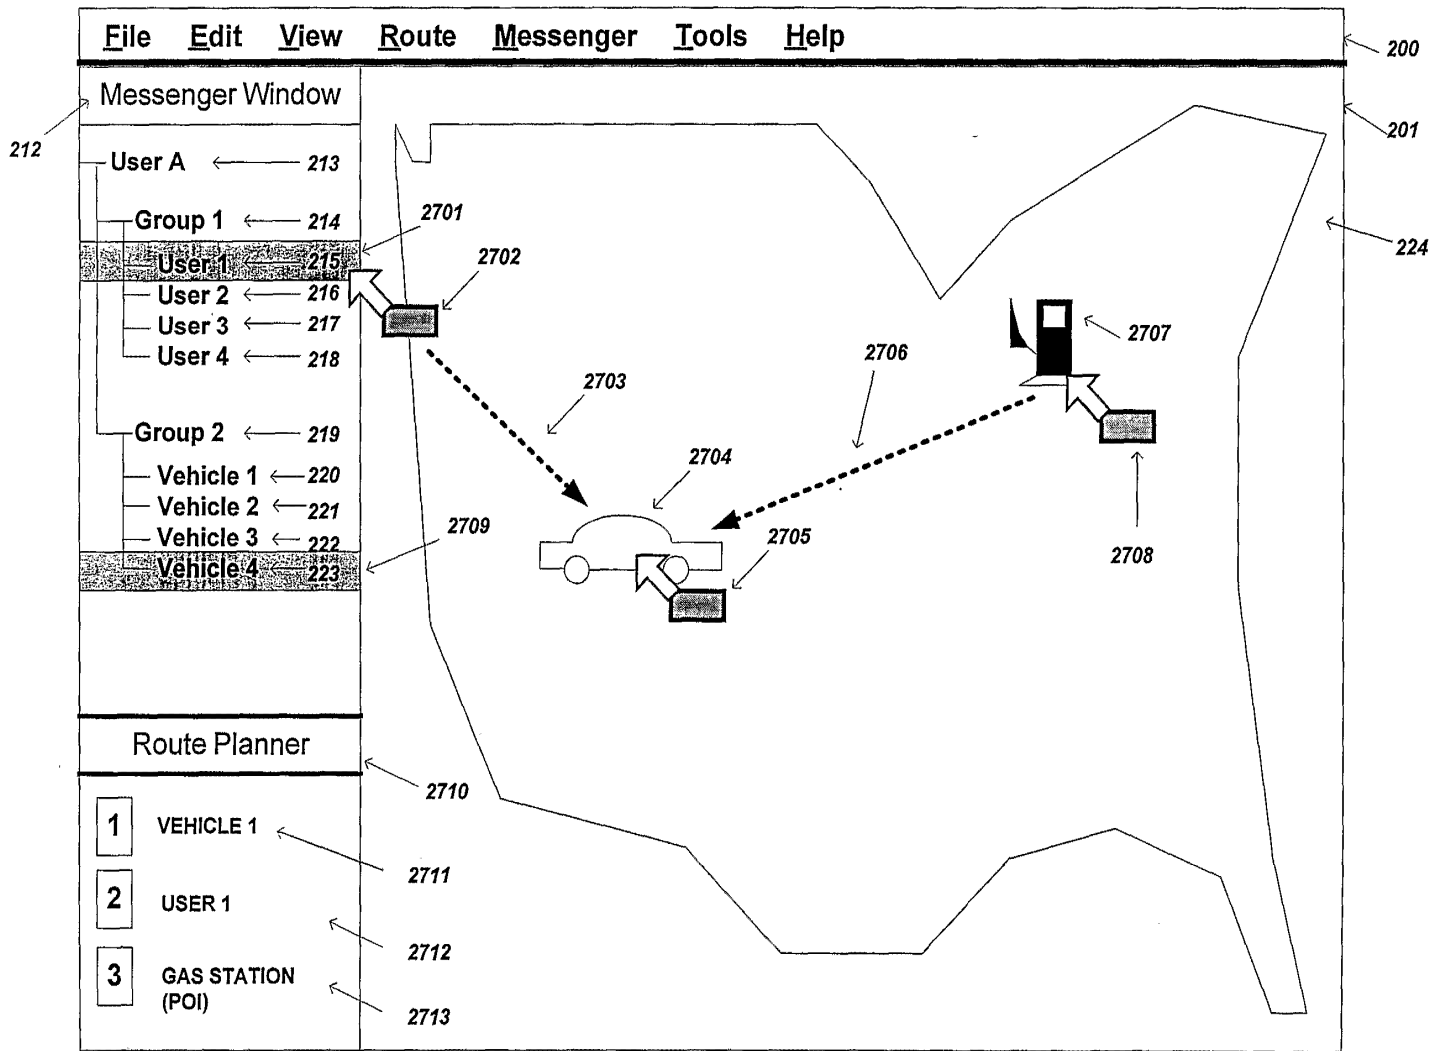 File Edit View Route Messenger Tools Help
200
Messenger Window
201
212
User A 213
224
Group 1 214
2701
User 1 215
2702
User 2 216
User 3 217
2707
User 4 218
2706
2703
Group 2 219
2704
Vehicle 1 220
Vehicle 2 221
2709
2705
Vehicle 3 222
2708
Vehicle 4 223
Route Planner
2710
1 VEHICLE 1
2711
2 USER 1
2712
3 GAS STATION
(POI)
2713